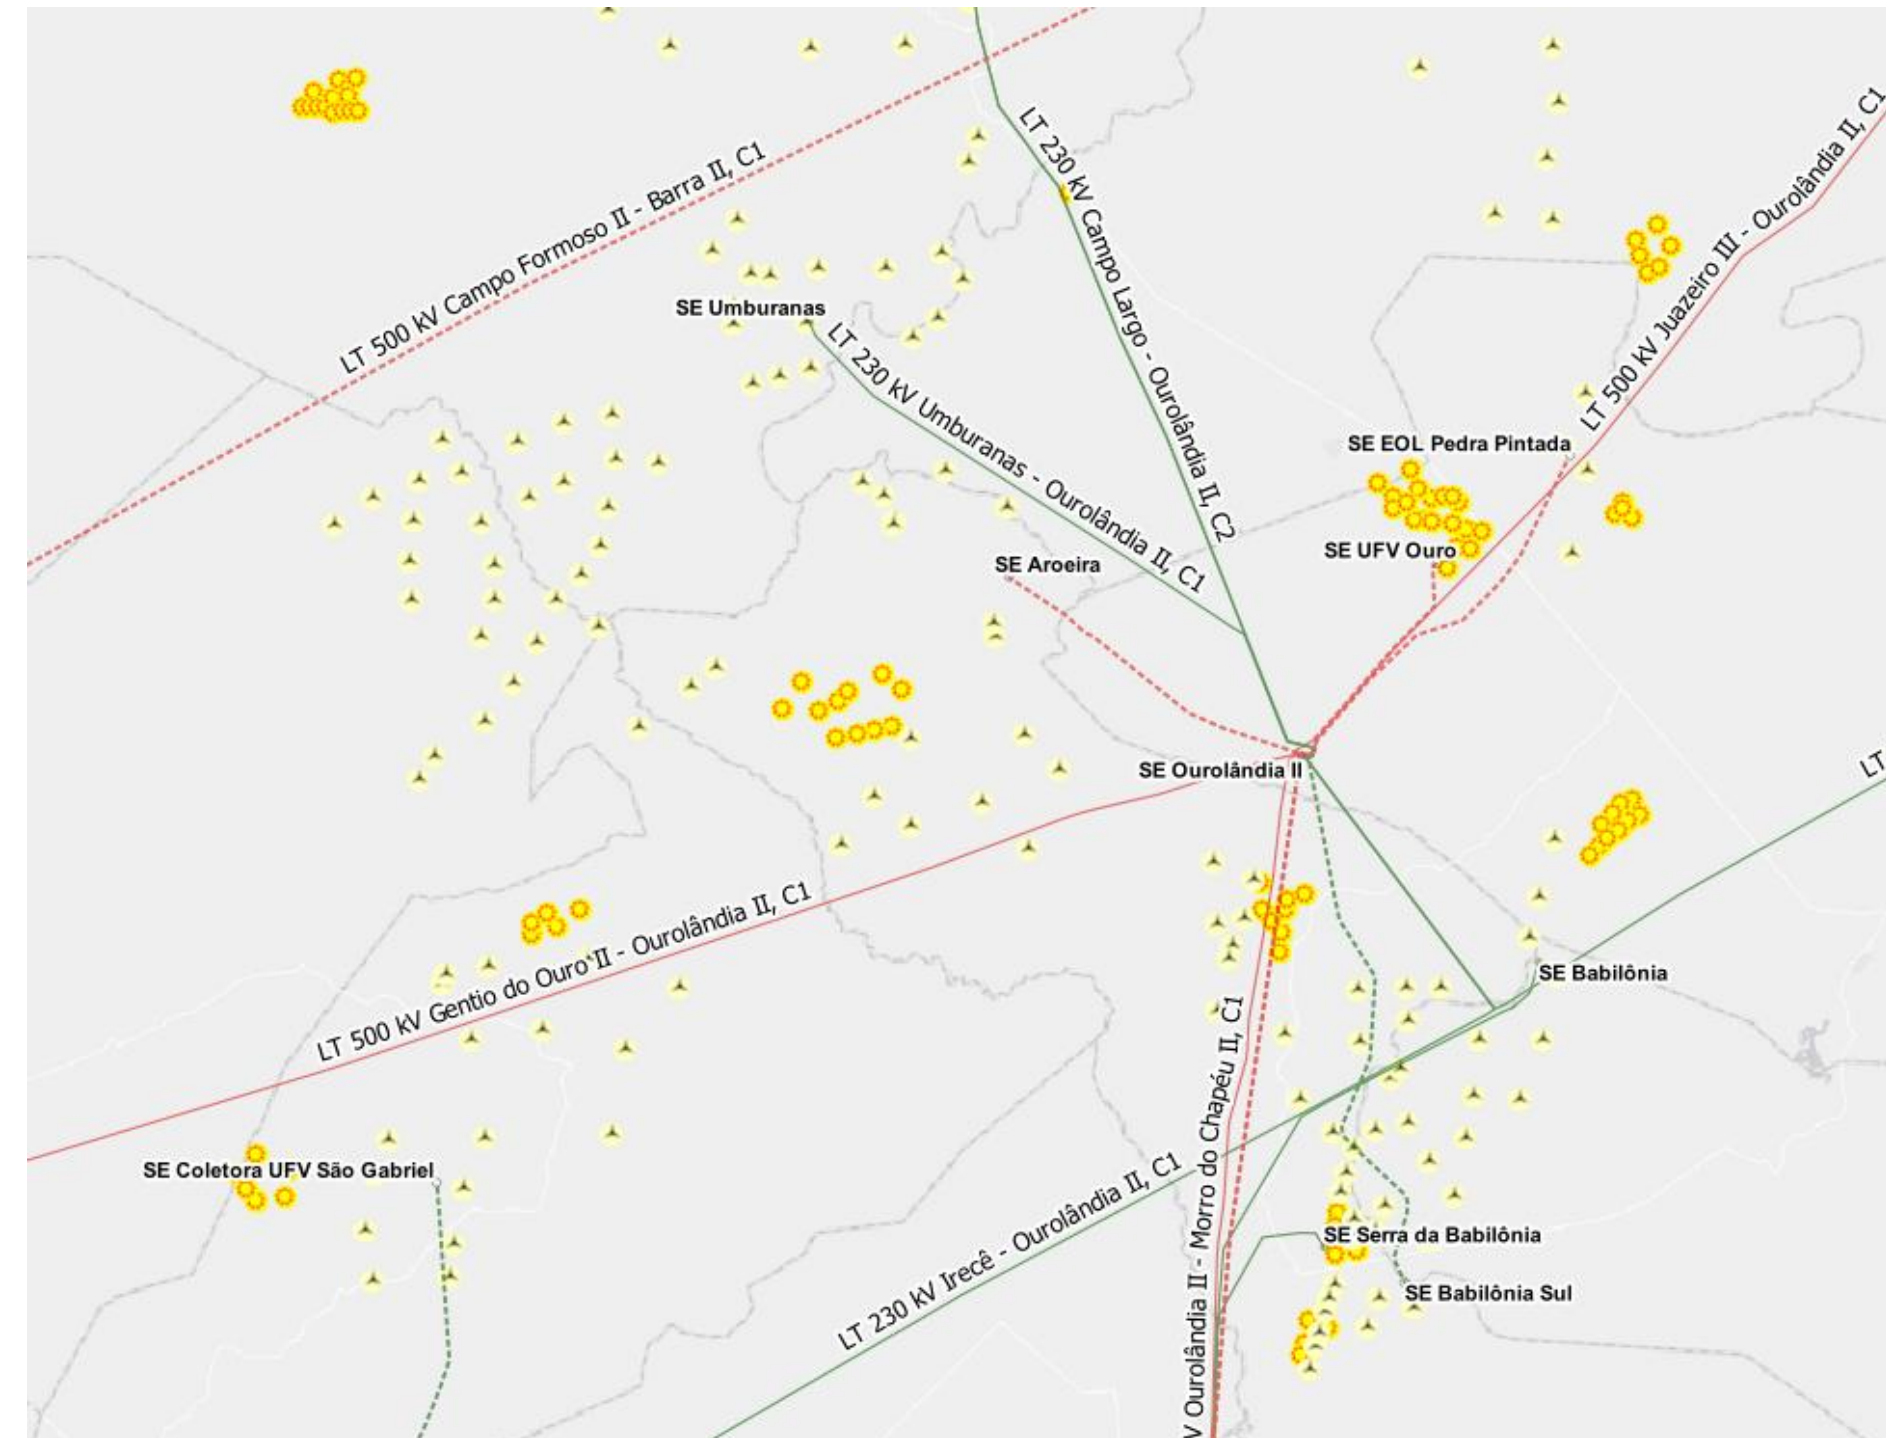 LT 500 kV Campo Formoso II - Barra II, C1
LT 230 kV Campo Largo - Ourolândia II, C2
LT 500 kV Juazeiro III - Ourolândia II, C1
SE Umburanas
LT 230 kV Umburanas - Ourolândia II, C1
SE EOL Pedra Pintada
SE UFV Ouro
SE Aroeira
SE Ourolândia II
LT
LT 500 kV Gentio do Ouro II - Ourolândia II, C1
SE Babilônia
SE Coletora UFV São Gabriel
V Ourolândia II - Morro do Chapéu II, C1
LT 230 kV Irecê - Ourolândia II, C1
SE Serra da Babilônia
SE Babilônia Sul